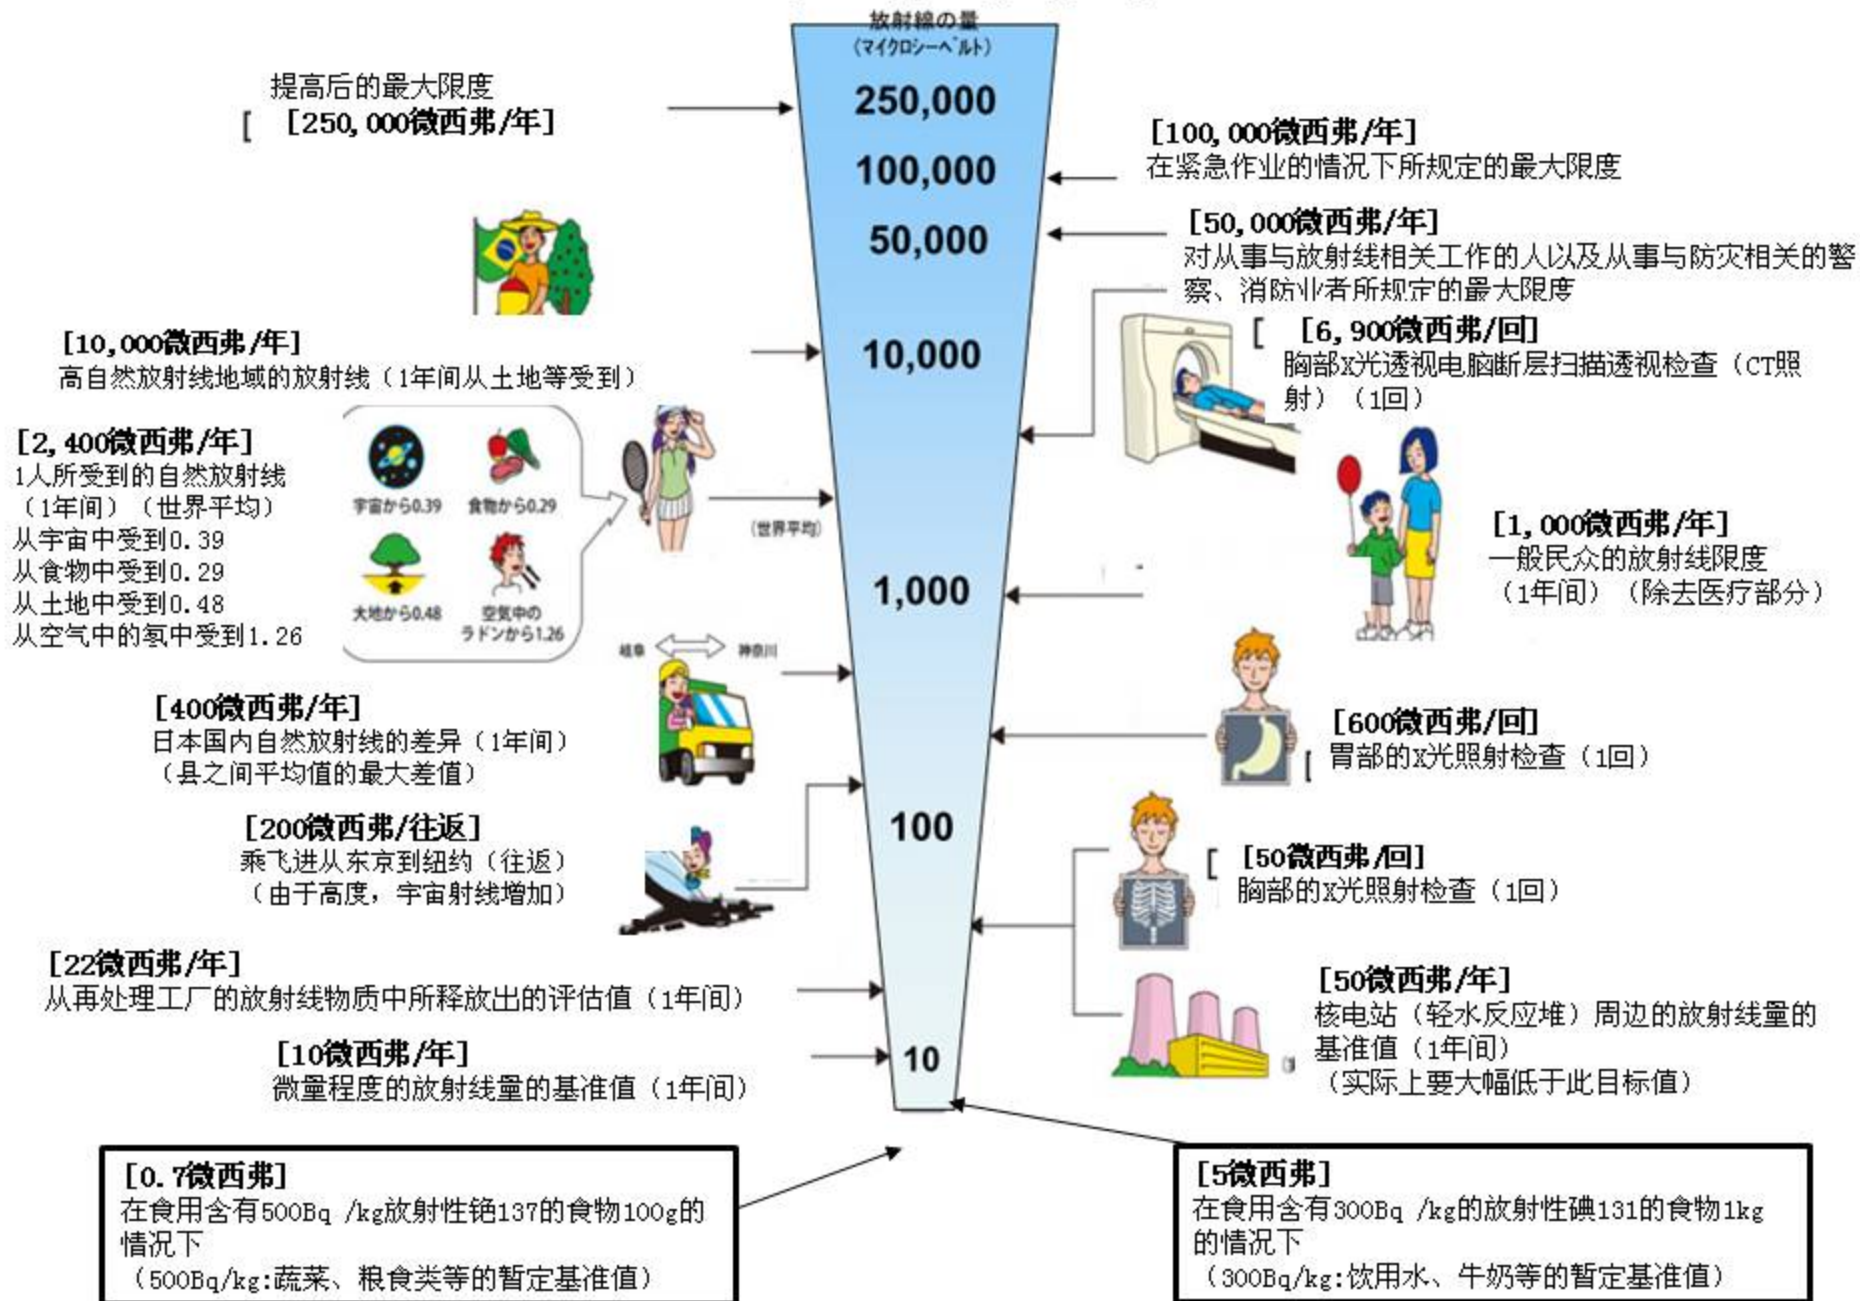 放射線の量
(マイクロシーベルト)
250,000
100,000
50,000
10,000
1,000
100
10
提高后的最大限度
[ [250,000微西弗/年]
[10,000微西弗/年]
高自然放射线地域的放射线（1年间从土地等受到）
[2,400微西弗/年]
1人所受到的自然放射线
（1年间）（世界平均）
从宇宙中受到0.39
从食物中受到0.29
从土地中受到0.48
从空气中的氡中受到1.26
宇宙から0.39
食物から0.29
大地から0.48
空気中の
ラドンから1.26
(世界平均)
岐阜
神奈川
[400微西弗/年]
日本国内自然放射线的差异（1年间）
（县之间平均值的最大差值）
[200微西弗/往返]
乘飞进从东京到纽约（往返）
（由于高度，宇宙射线增加）
[22微西弗/年]
从再处理工厂的放射线物质中所释放出的评估值（1年间）
[10微西弗/年]
微量程度的放射线量的基准值（1年间）
[0.7微西弗]
在食用含有500Bq /kg放射性铯137的食物100g的
情况下
（500Bq/kg:蔬菜、粮食类等的暂定基准值）
[100,000微西弗/年]
在紧急作业的情况下所规定的最大限度
[50,000微西弗/年]
对从事与放射线相关工作的人以及从事与防灾相关的警
察、消防业者所规定的最大限度
[ [6,900微西弗/回]
胸部X光透视电脑断层扫描透视检查（CT照
射）（1回）
[1,000微西弗/年]
一般民众的放射线限度
（1年间）（除去医疗部分）
[600微西弗/回]
[ 胃部的X光照射检查（1回）
[ [50微西弗/回]
胸部的X光照射检查（1回）
[50微西弗/年]
核电站（轻水反应堆）周边的放射线量的
基准值（1年间）
（实际上要大幅低于此目标值）
[5微西弗]
在食用含有300Bq /kg的放射性碘131的食物1kg
的情况下
（300Bq/kg:饮用水、牛奶等的暂定基准值）